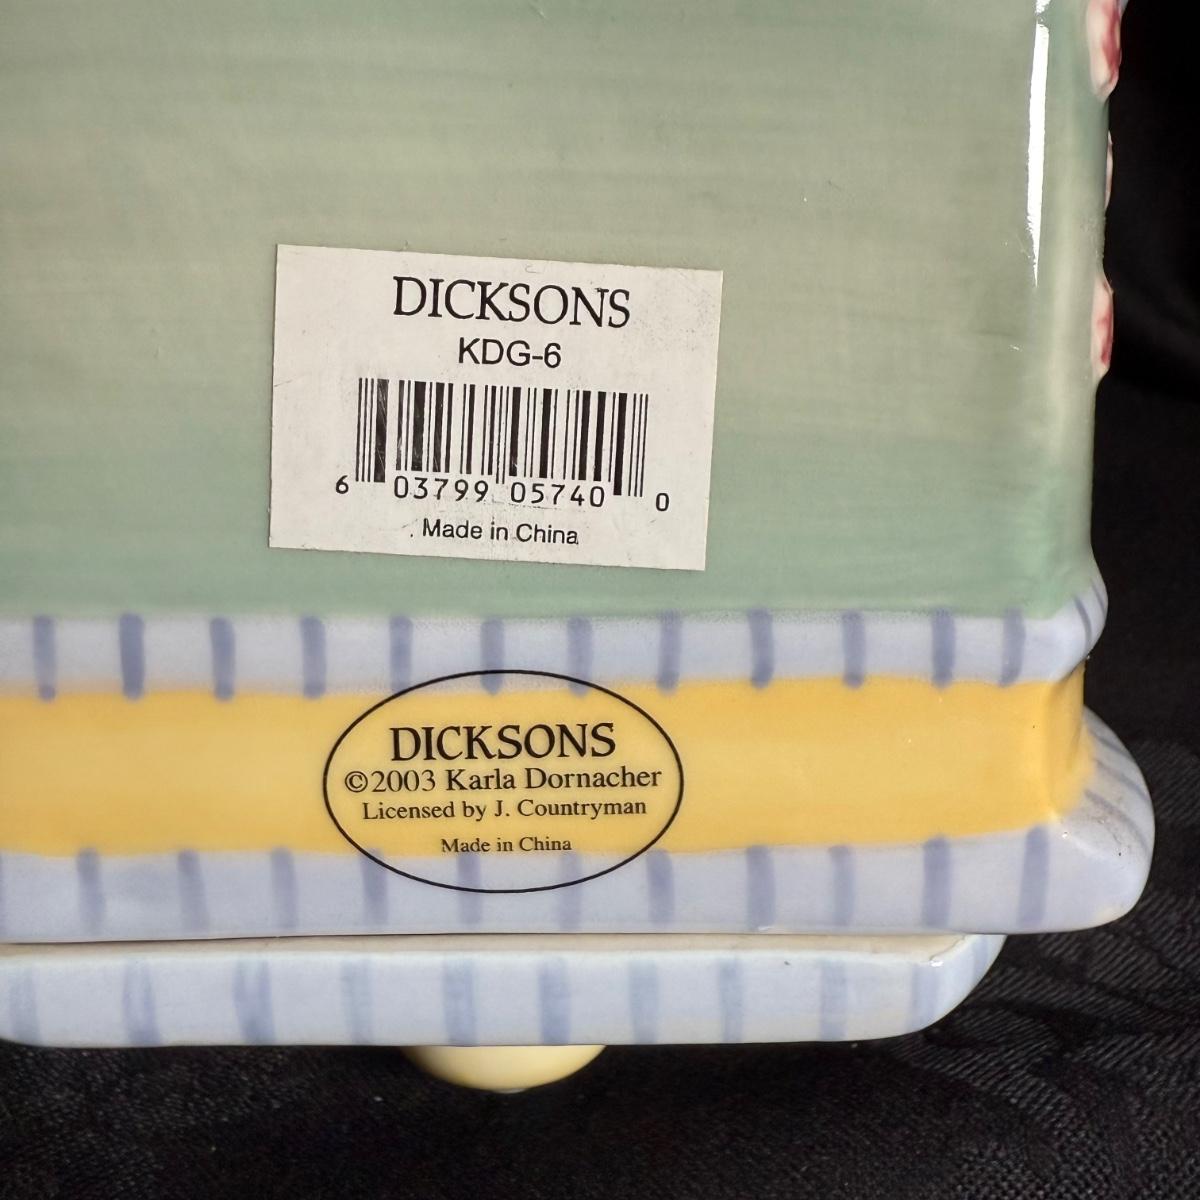 DICKSONS
KDG-6
6 03799 05740 0
Made in China
DICKSONS
©2003 Karla Dornacher
Licensed by J. Countryman
Made in China